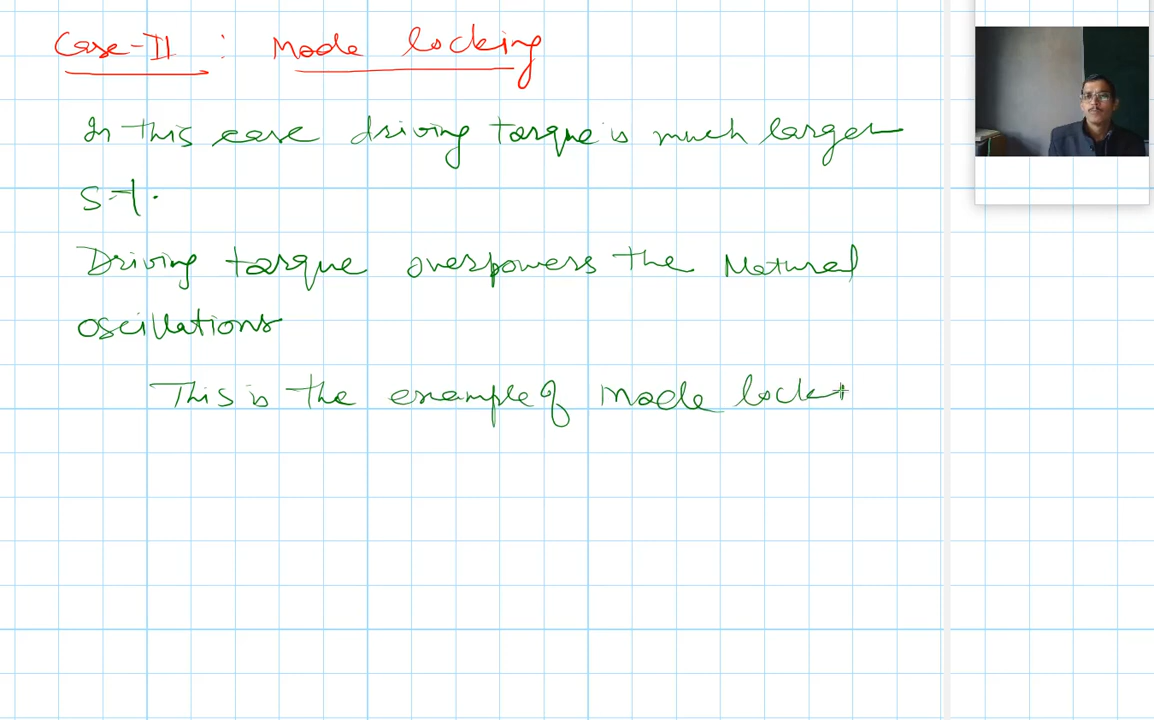 Case-II : Mode locking
In this case driving torque is much larger
s.t.
Driving torque overpowers the Natural
oscillations
This is the example of Mode lock